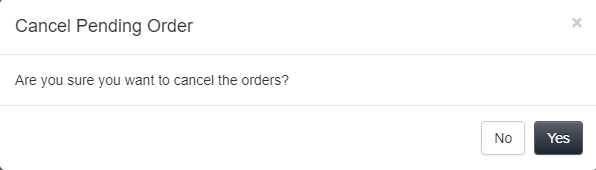 Cancel Pending Order ×
Are you sure you want to cancel the orders?
No Yes